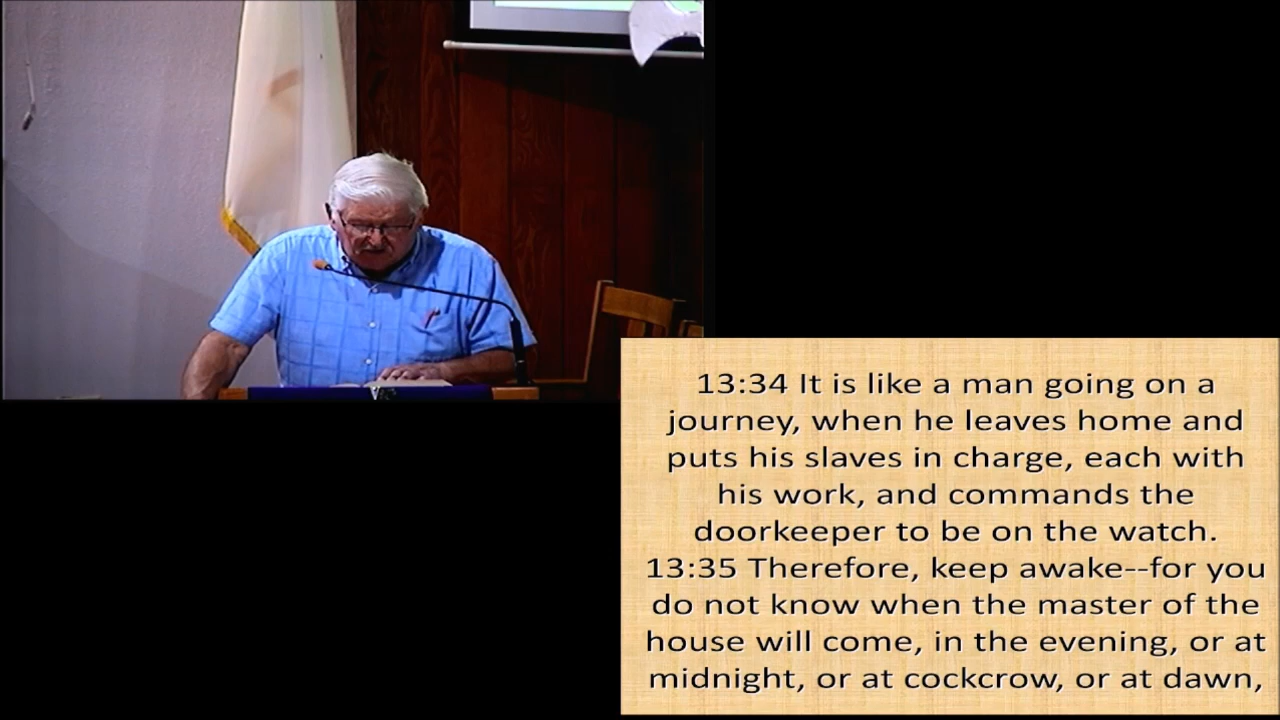 13:34 It is like a man going on a
journey, when he leaves home and
puts his slaves in charge, each with
his work, and commands the
doorkeeper to be on the watch.
13:35 Therefore, keep awake--for you
do not know when the master of the
house will come, in the evening, or at
midnight, or at cockcrow, or at dawn,